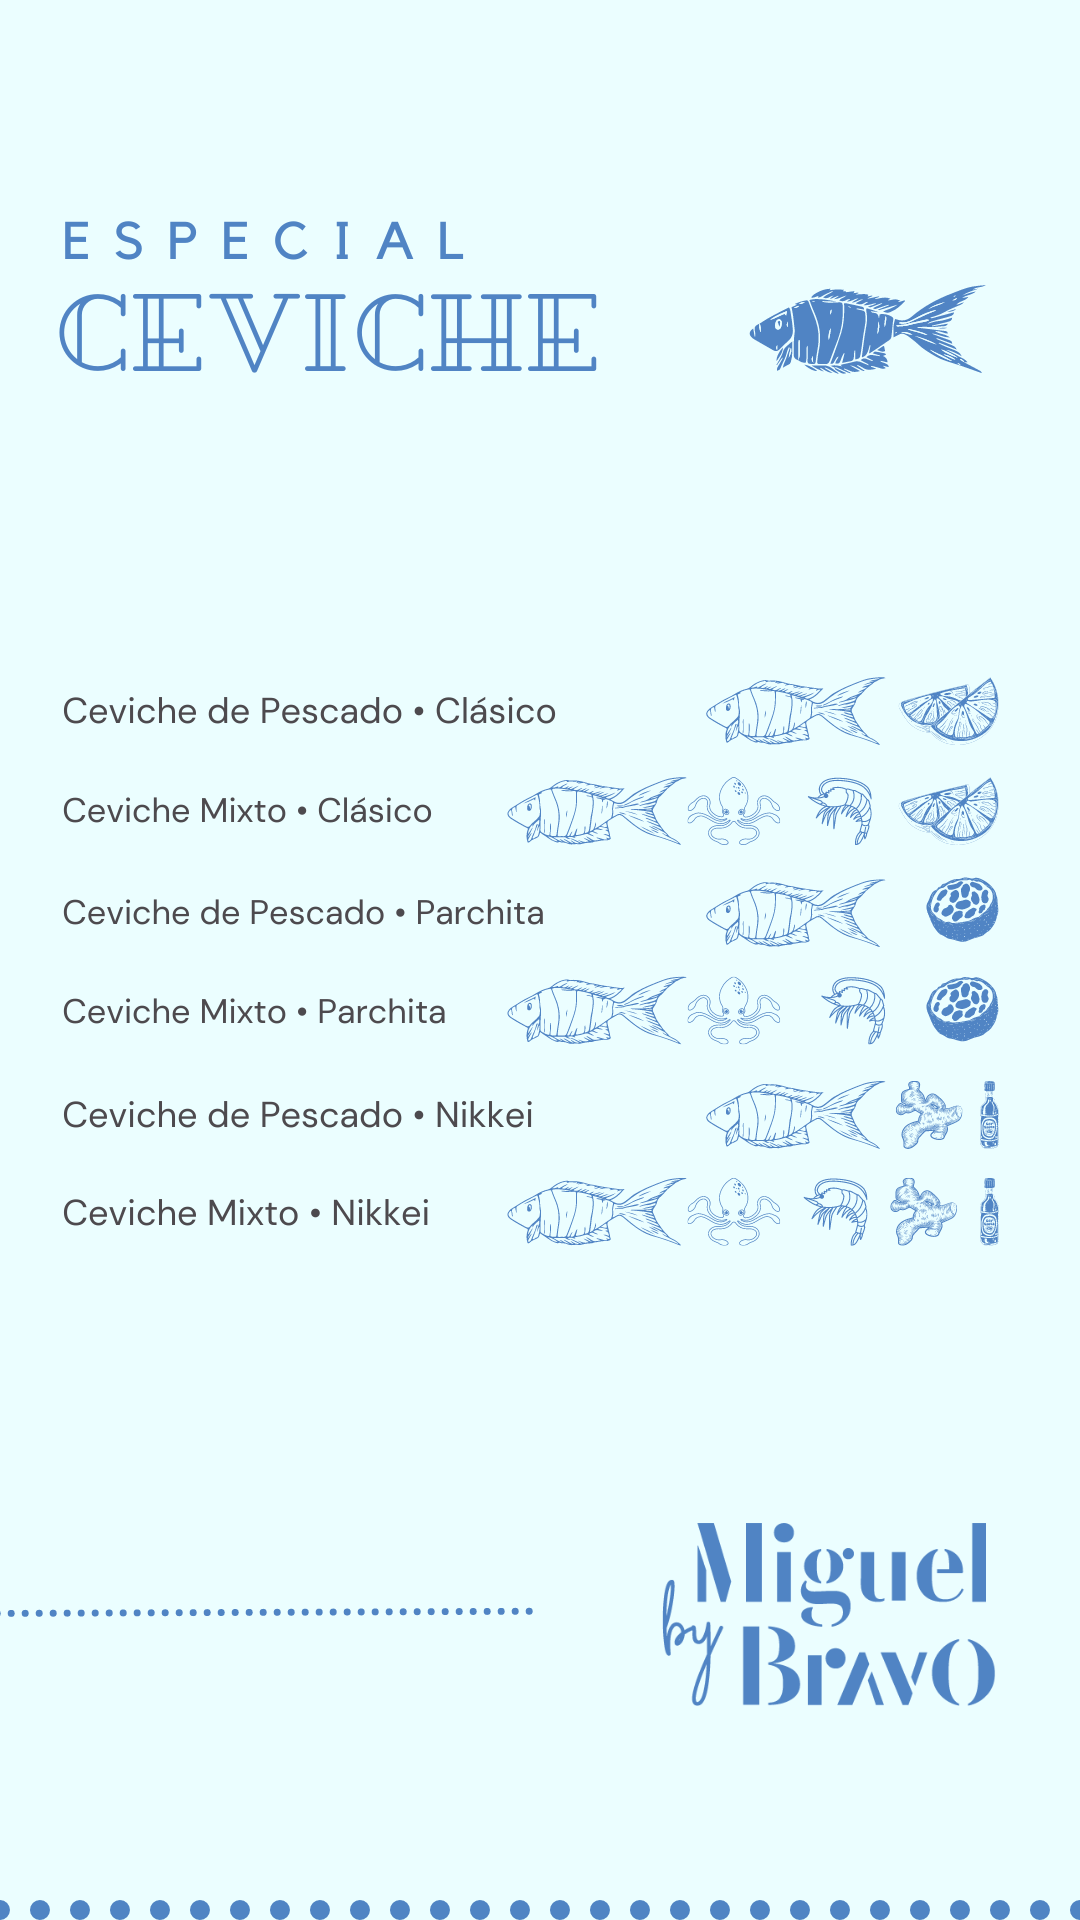 ESPECIAL
CEVICHE
Ceviche de Pescado • Clásico
Ceviche Mixto • Clásico
Ceviche de Pescado • Parchita
Ceviche Mixto • Parchita
Ceviche de Pescado • Nikkei
Ceviche Mixto • Nikkei
Miguel
by
Bravo